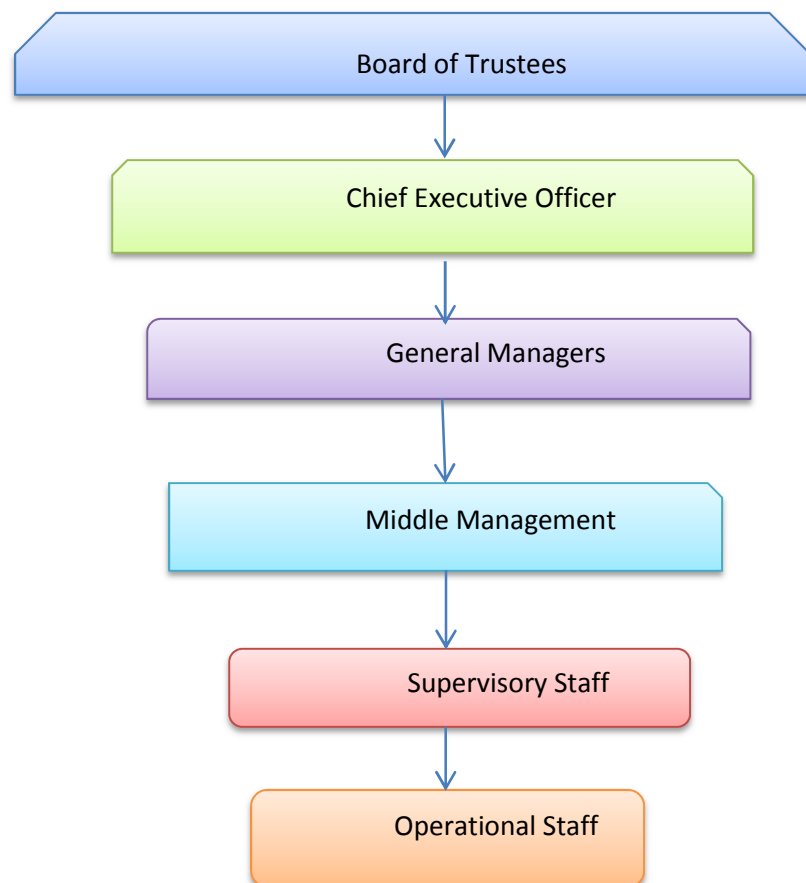 Board of Trustees
Chief Executive Officer
General Managers
Middle Management
Supervisory Staff
Operational Staff